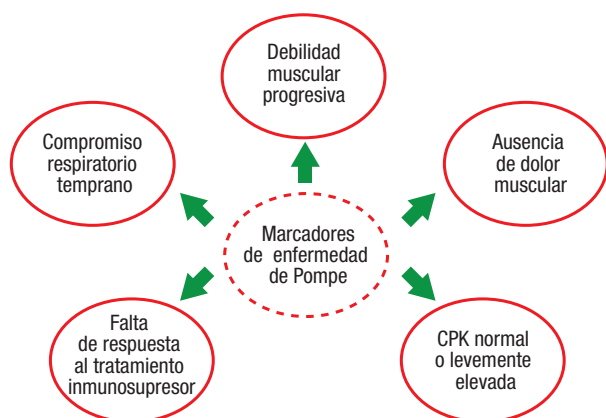 Debilidad
muscular
progresiva
Compromiso
respiratorio
temprano
Ausencia
de dolor
muscular
Marcadores
de enfermedad
de Pompe
Falta
de respuesta
al tratamiento
inmunosupresor
CPK normal
o levemente
elevada